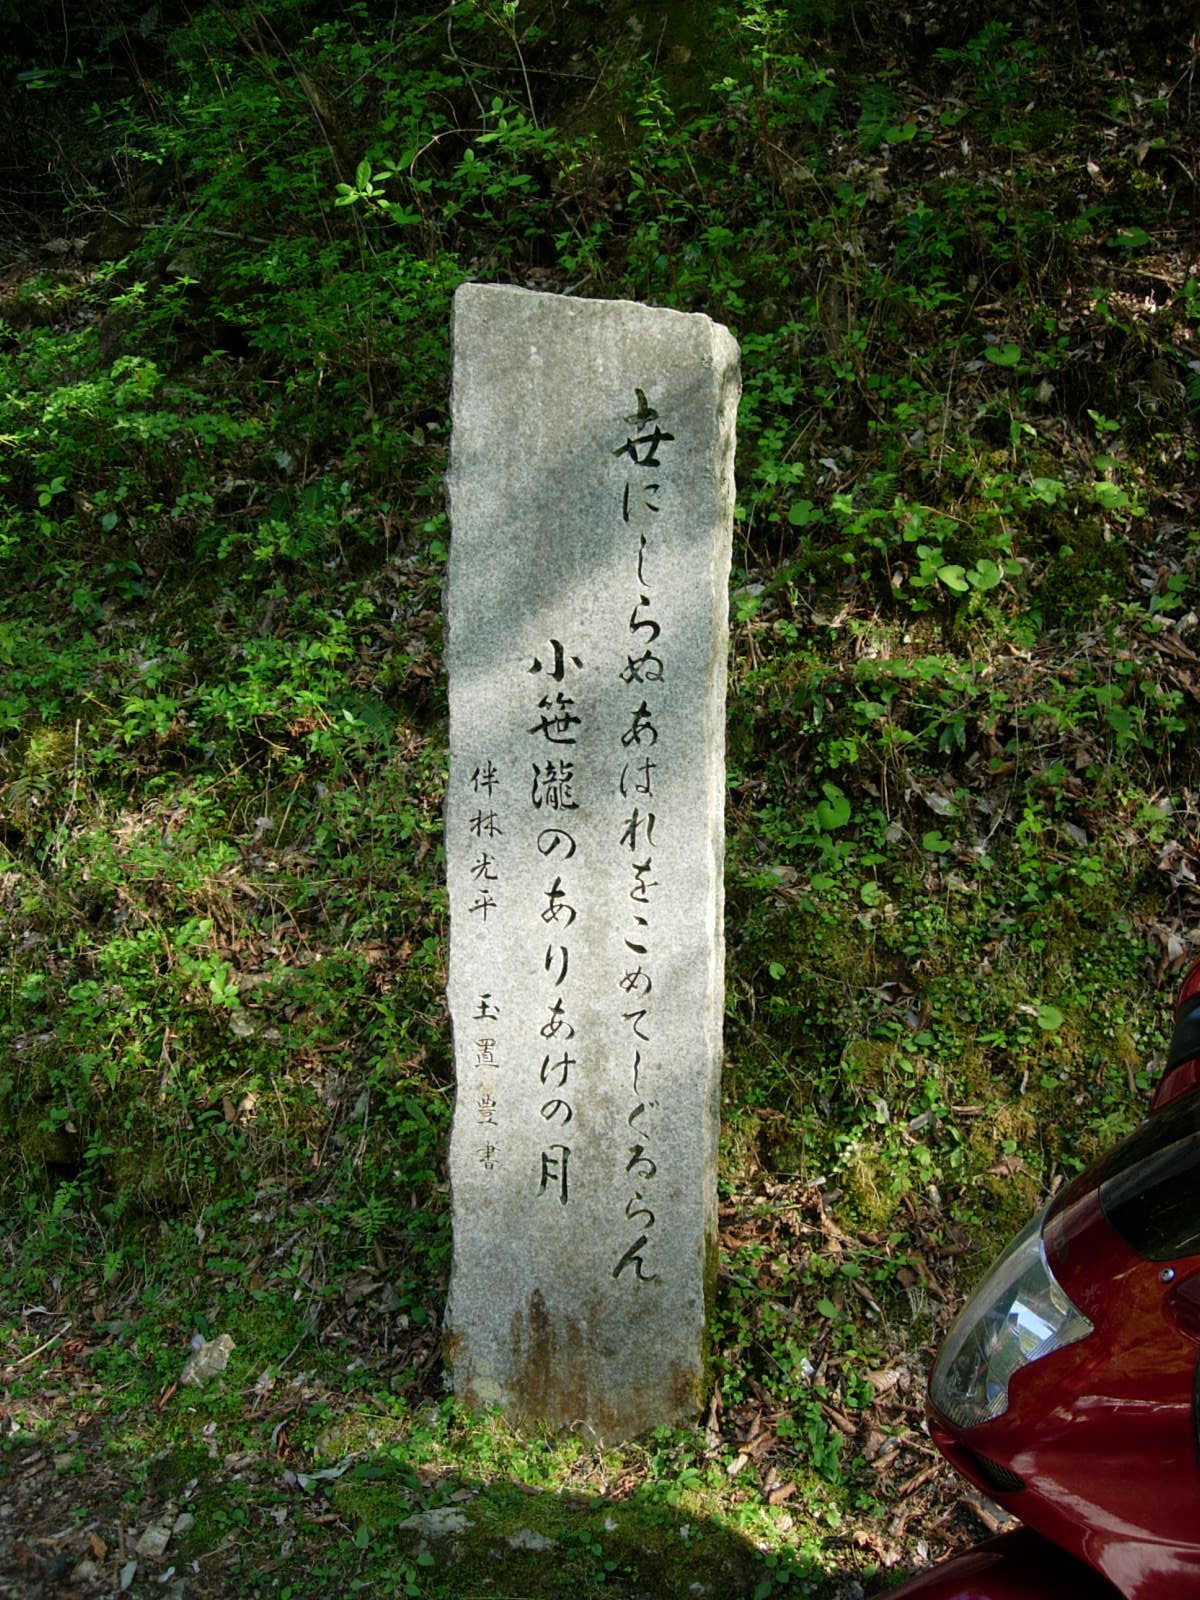 世にしらぬあはれをこめてしぐるらん
小笹瀧のありあけの月
伴林光平 玉置豊書